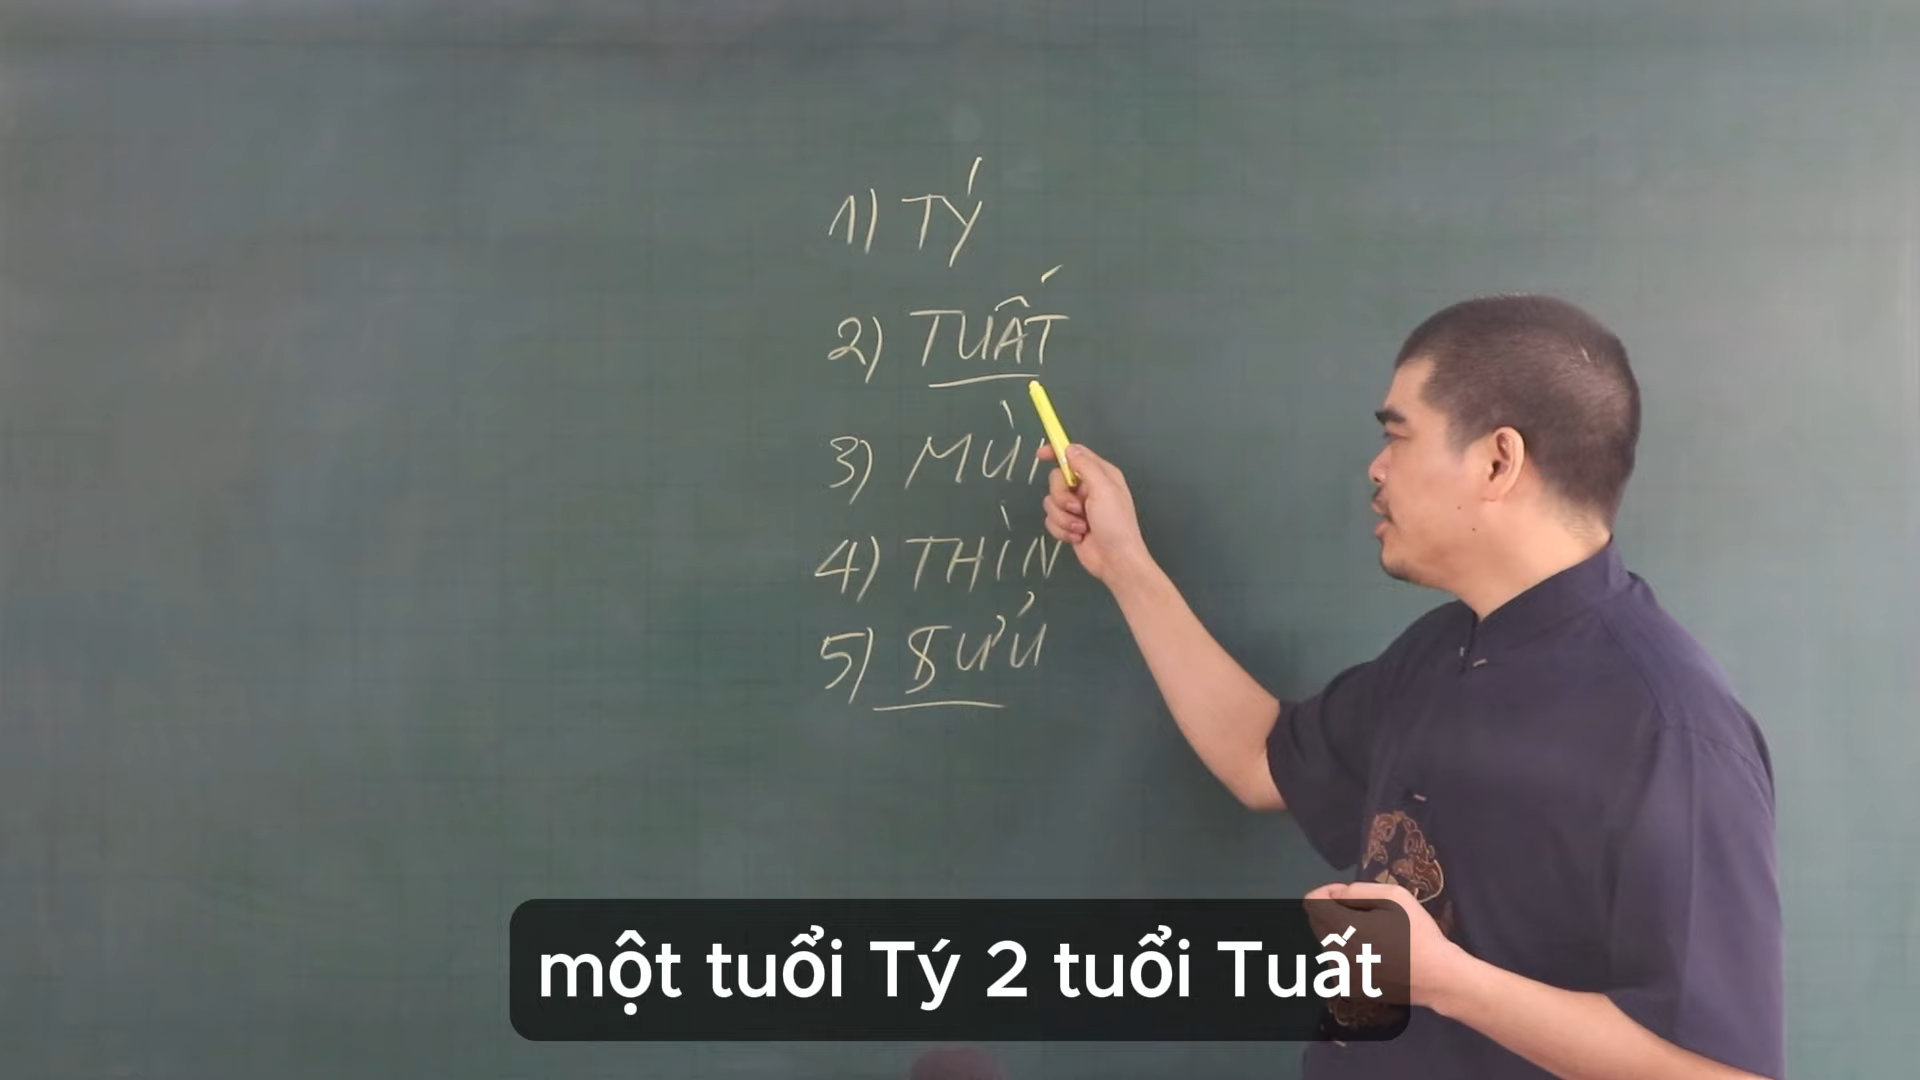 1) TÝ
2) TUẤT
3) MÙI
4) THÌN
5) SỬU
một tuổi Tý 2 tuổi Tuất